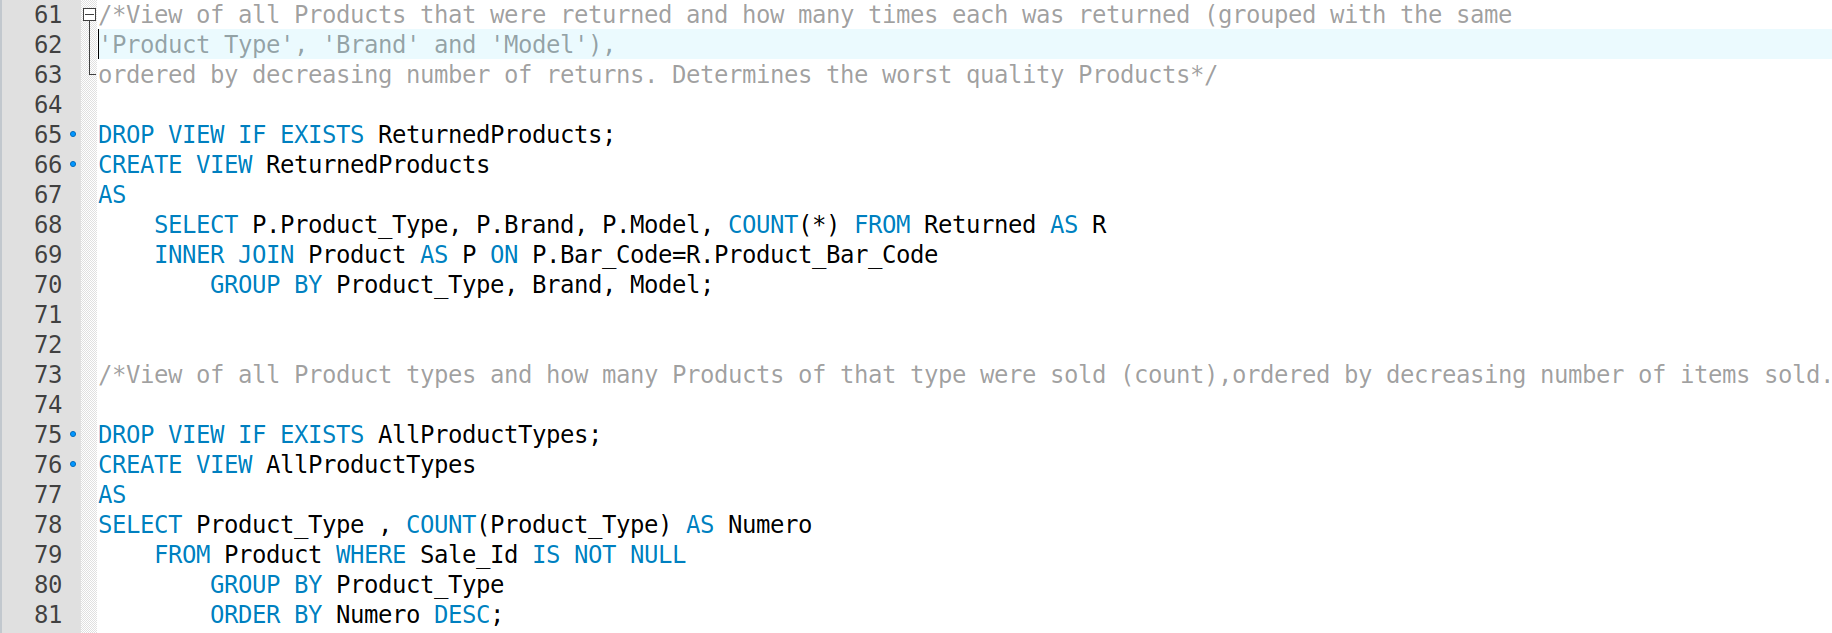 61 /*View of all Products that were returned and how many times each was returned (grouped with the same
62 'Product Type', 'Brand' and 'Model'),
63 ordered by decreasing number of returns. Determines the worst quality Products*/
64
65 DROP VIEW IF EXISTS ReturnedProducts;
66 CREATE VIEW ReturnedProducts
67 AS
68 SELECT P.Product_Type, P.Brand, P.Model, COUNT(*) FROM Returned AS R
69 INNER JOIN Product AS P ON P.Bar_Code=R.Product_Bar_Code
70 GROUP BY Product_Type, Brand, Model;
71
72
73 /*View of all Product types and how many Products of that type were sold (count),ordered by decreasing number of items sold.
74
75 DROP VIEW IF EXISTS AllProductTypes;
76 CREATE VIEW AllProductTypes
77 AS
78 SELECT Product_Type , COUNT(Product_Type) AS Numero
79 FROM Product WHERE Sale_Id IS NOT NULL
80 GROUP BY Product_Type
81 ORDER BY Numero DESC;